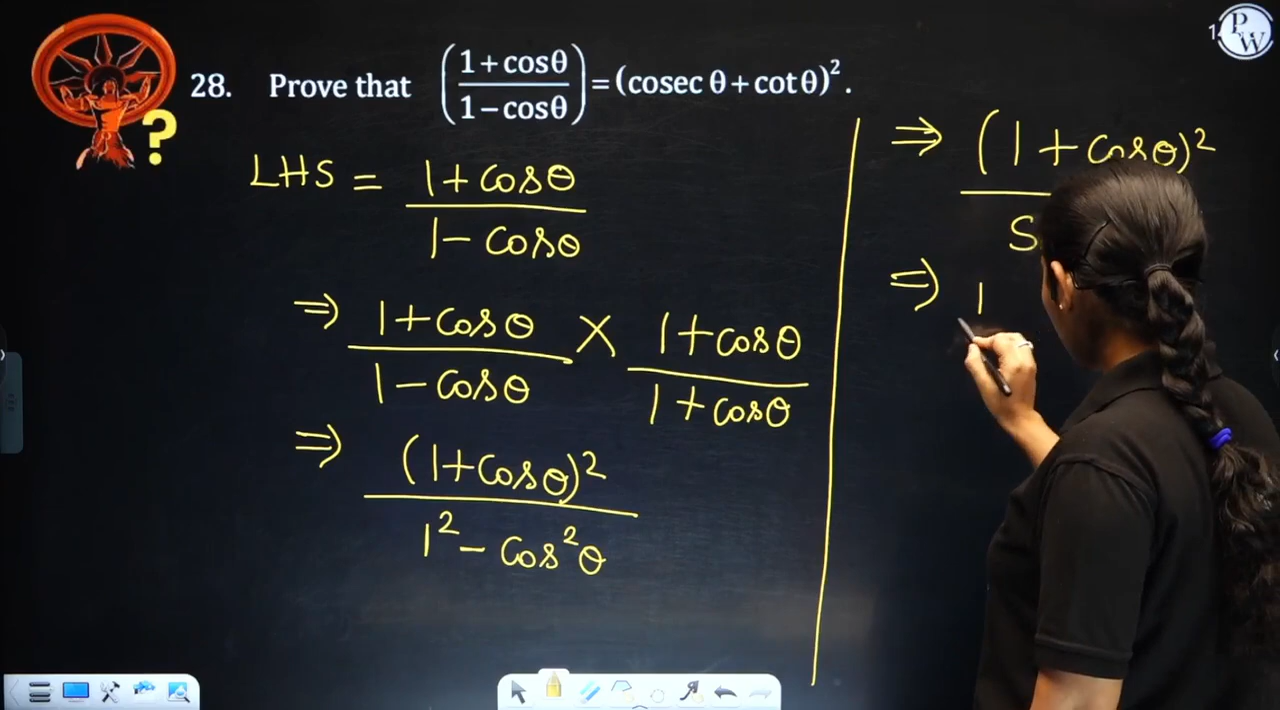 28. Prove that (1+cosθ / 1−cosθ) = (cosec θ + cot θ)².
LHS = 1+cosθ / 1−cosθ
⇒ 1+cosθ / 1−cosθ × 1+cosθ / 1+cosθ
⇒ (1+cosθ)² / 1²−cos²θ
⇒ (1+cosθ)² / S
⇒ 1
PW
?